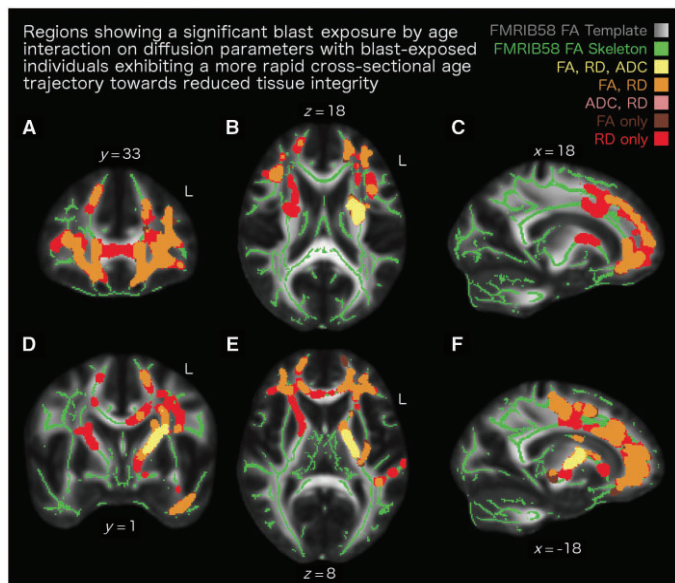 Regions showing a significant blast exposure by age
interaction on diffusion parameters with blast-exposed
individuals exhibiting a more rapid cross-sectional age
trajectory towards reduced tissue integrity
FMRIB58 FA Template
FMRIB58 FA Skeleton
FA, RD, ADC
FA, RD
ADC, RD
FA only
RD only
A
y = 33
L
B
z = 18
L
C
x = 18
D
L
y = 1
E
L
z = 8
F
x = -18